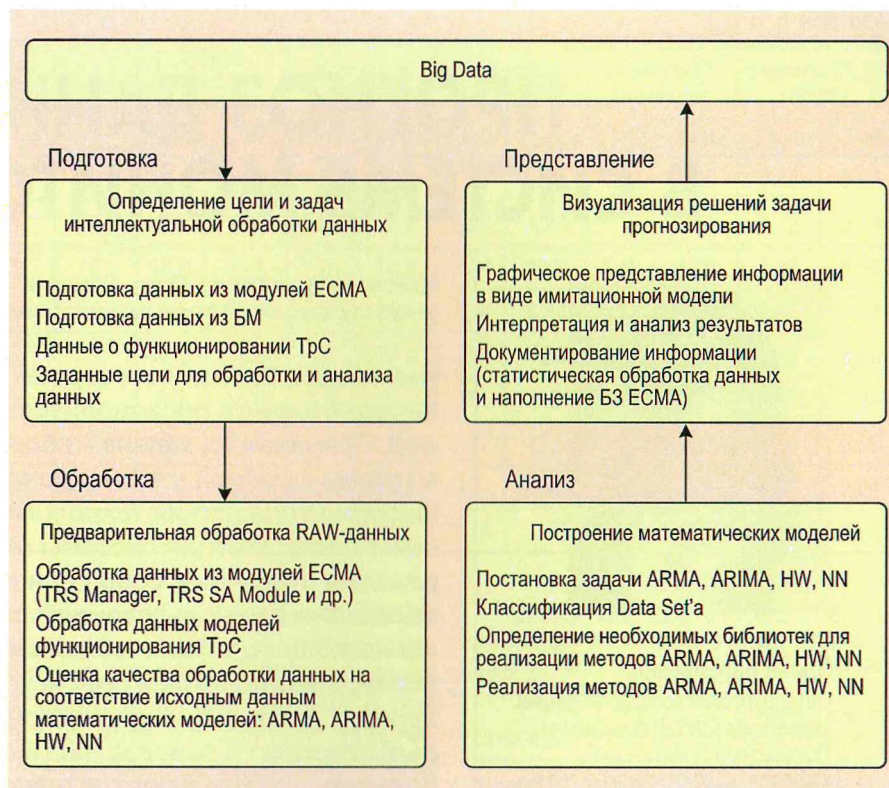 Big Data
Подготовка
Определение цели и задач
интеллектуальной обработки данных
Подготовка данных из модулей ЕСМА
Подготовка данных из БМ
Данные о функционировании ТрС
Заданные цели для обработки и анализа
данных
Обработка
Предварительная обработка RAW-данных
Обработка данных из модулей ЕСМА
(TRS Manager, TRS SA Module и др.)
Обработка данных моделей
функционирования ТрС
Оценка качества обработки данных на
соответствие исходным данным
математических моделей: ARMA, ARIMA,
HW, NN
Представление
Визуализация решений задачи
прогнозирования
Графическое представление информации
в виде имитационной модели
Интерпретация и анализ результатов
Документирование информации
(статистическая обработка данных
и наполнение БЗ ЕСМА)
Анализ
Построение математических моделей
Постановка задачи ARMA, ARIMA, HW, NN
Классификация Data Set'а
Определение необходимых библиотек для
реализации методов ARMA, ARIMA, HW, NN
Реализация методов ARMA, ARIMA, HW, NN